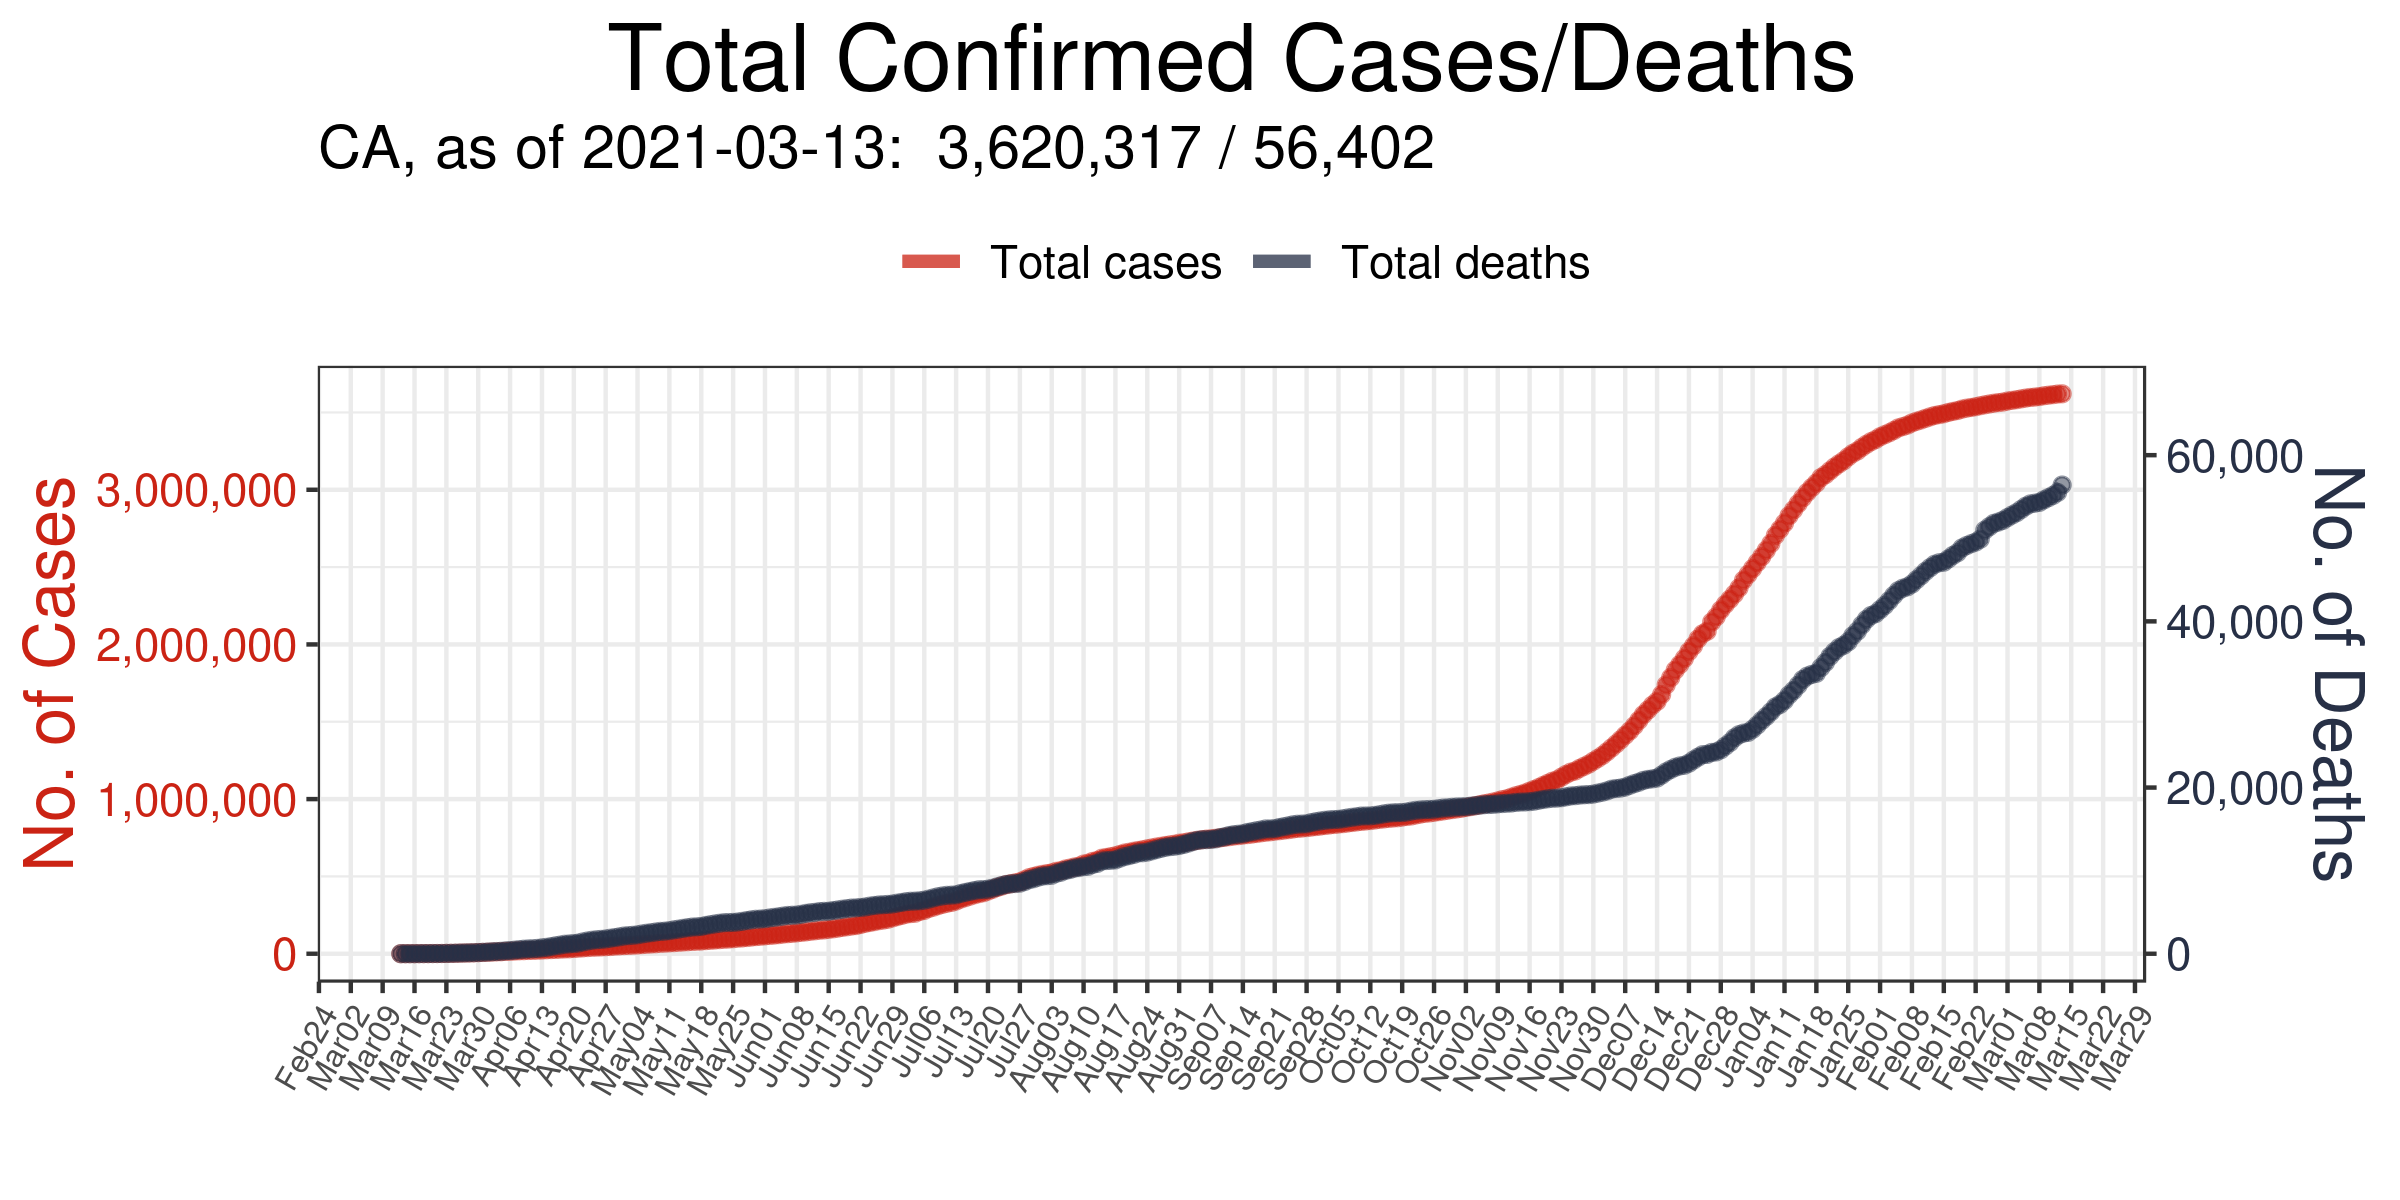 Total Confirmed Cases/Deaths
CA, as of 2021-03-13:  3,620,317 / 56,402
Total cases
Total deaths
No. of Cases
3,000,000
2,000,000
1,000,000
0
60,000
40,000
20,000
0
No. of Deaths
Feb24
Mar02
Mar09
Mar16
Mar23
Mar30
Apr06
Apr13
Apr20
Apr27
May04
May11
May18
May25
Jun01
Jun08
Jun15
Jun22
Jun29
Jul06
Jul13
Jul20
Jul27
Aug03
Aug10
Aug17
Aug24
Aug31
Sep07
Sep14
Sep21
Sep28
Oct05
Oct12
Oct19
Oct26
Nov02
Nov09
Nov16
Nov23
Nov30
Dec07
Dec14
Dec21
Dec28
Jan04
Jan11
Jan18
Jan25
Feb01
Feb08
Feb15
Feb22
Mar01
Mar08
Mar15
Mar22
Mar29